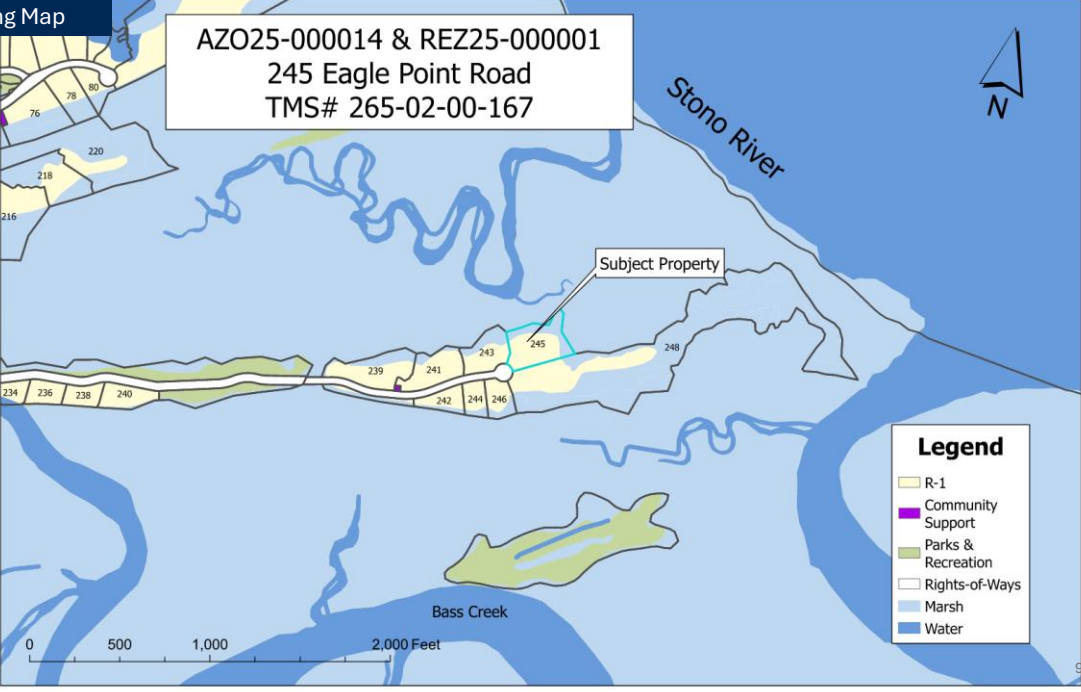 ng Map
AZO25-000014 & REZ25-000001
245 Eagle Point Road
TMS# 265-02-00-167
N
Stono River
80
78
76
220
218
216
Subject Property
245
243
248
241
239
234
236
238
240
242
244
246
Legend
R-1
Community
Support
Parks &
Recreation
Rights-of-Ways
Marsh
Water
Bass Creek
0 500 1,000 2,000 Feet
9